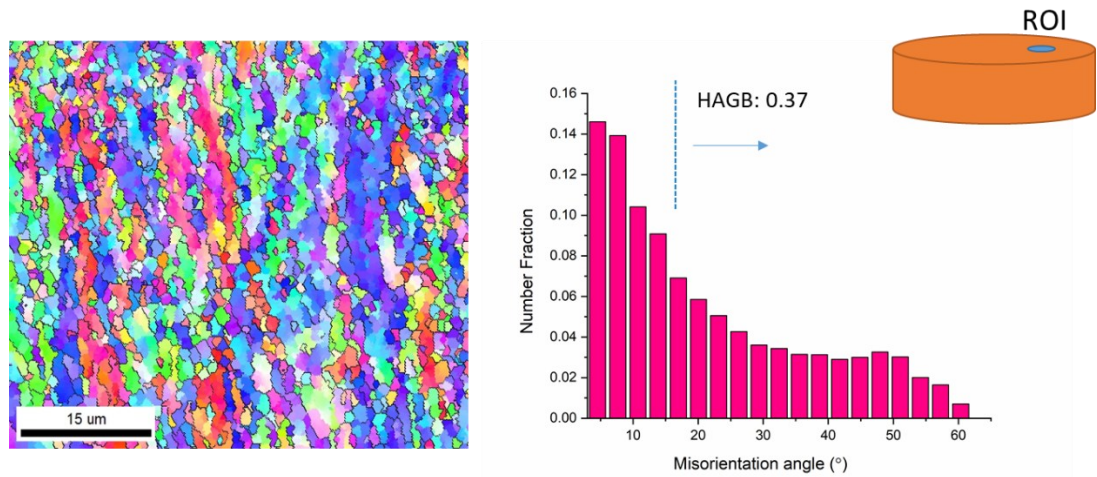 ROI
HAGB: 0.37
0.16
0.14
0.12
0.10
0.08
0.06
0.04
0.02
0.00
Number Fraction
10 20 30 40 50 60
Misorientation angle (°)
15 um